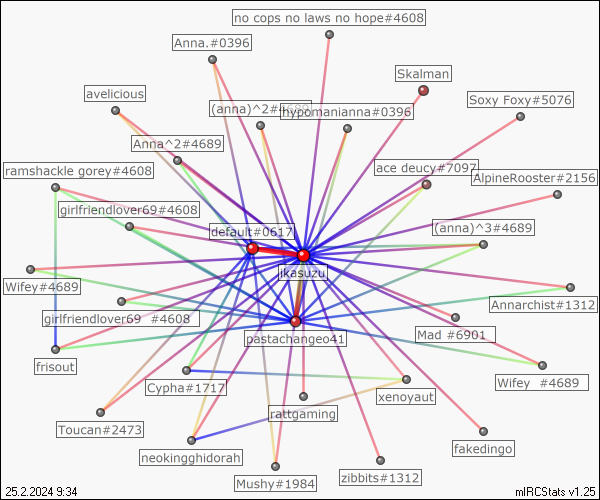 no cops no laws no hope#4608
Anna.#0396
Skalman
avelicious
Soxy Foxy#5076
(anna)^2#4689
hypomanianna#0396
Anna^2#4689
ramshackle gorey#4608
ace deucy#7097
AlpineRooster#2156
girlfriendlover69#4608
default#0617
(anna)^3#4689
ikasuzu
Wifey#4689
Annarchist#1312
girlfriendlover69 #4608
pastachangeo41
Mad #6901
frisout
Cypha#1717
xenoyaut
Wifey #4689
rattgaming
Toucan#2473
neokingghidorah
fakedingo
Mushy#1984
zibbits#1312
25.2.2024 9:34
mIRCStats v1.25